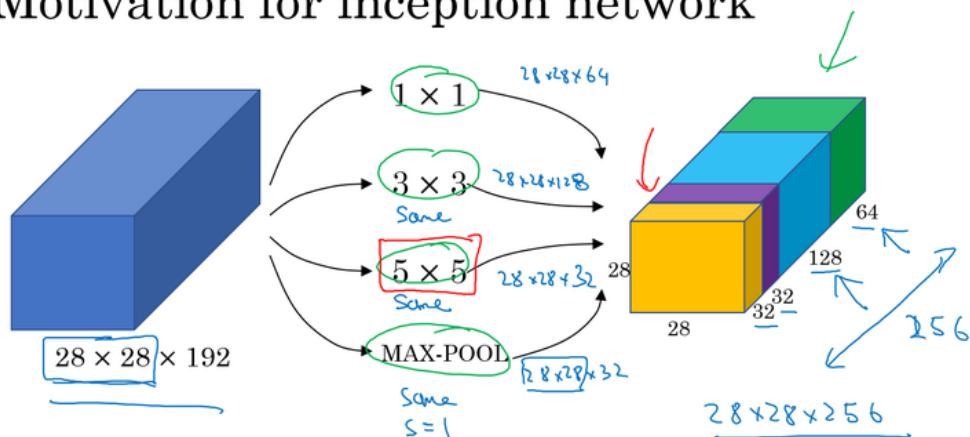 Motivation for inception network
28 × 28 × 192
1 × 1
28×28×64
3 × 3
Same
28×28×128
5 × 5
Same
28×28×32
MAX-POOL
Same
s=1
28×28×32
28
28
32
32
128
64
256
28×28×256